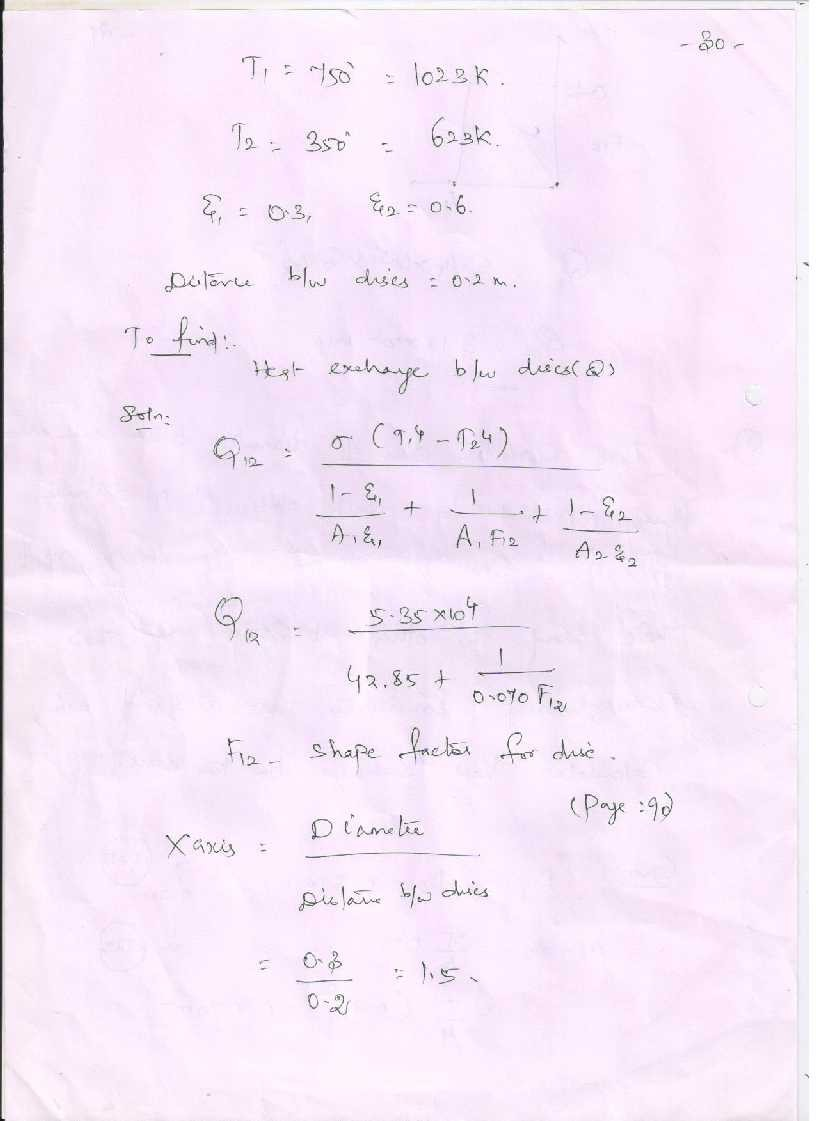 - 30 -
T₁ = 750° = 1023K.
T₂ = 350° = 623K.
ε₁ = 0.3, ε₂ = 0.6.
Distance b/w discs = 0.2 m.
To find:-
Heat exchange b/w discs (Q)
Soln:
Q₁₂ = σ (T₁⁴ - T₂⁴) / ( (1-ε₁)/(A₁ε₁) + 1/(A₁F₁₂) + (1-ε₂)/(A₂ε₂) )
Q₁₂ = 5.35 x10⁴ / ( 42.85 + 1/(0.070 F₁₂) )
F₁₂ - Shape factor for disc.
(Page :90)
X axis = Diameter / Distance b/w discs
= 0.3 / 0.2 = 1.5.